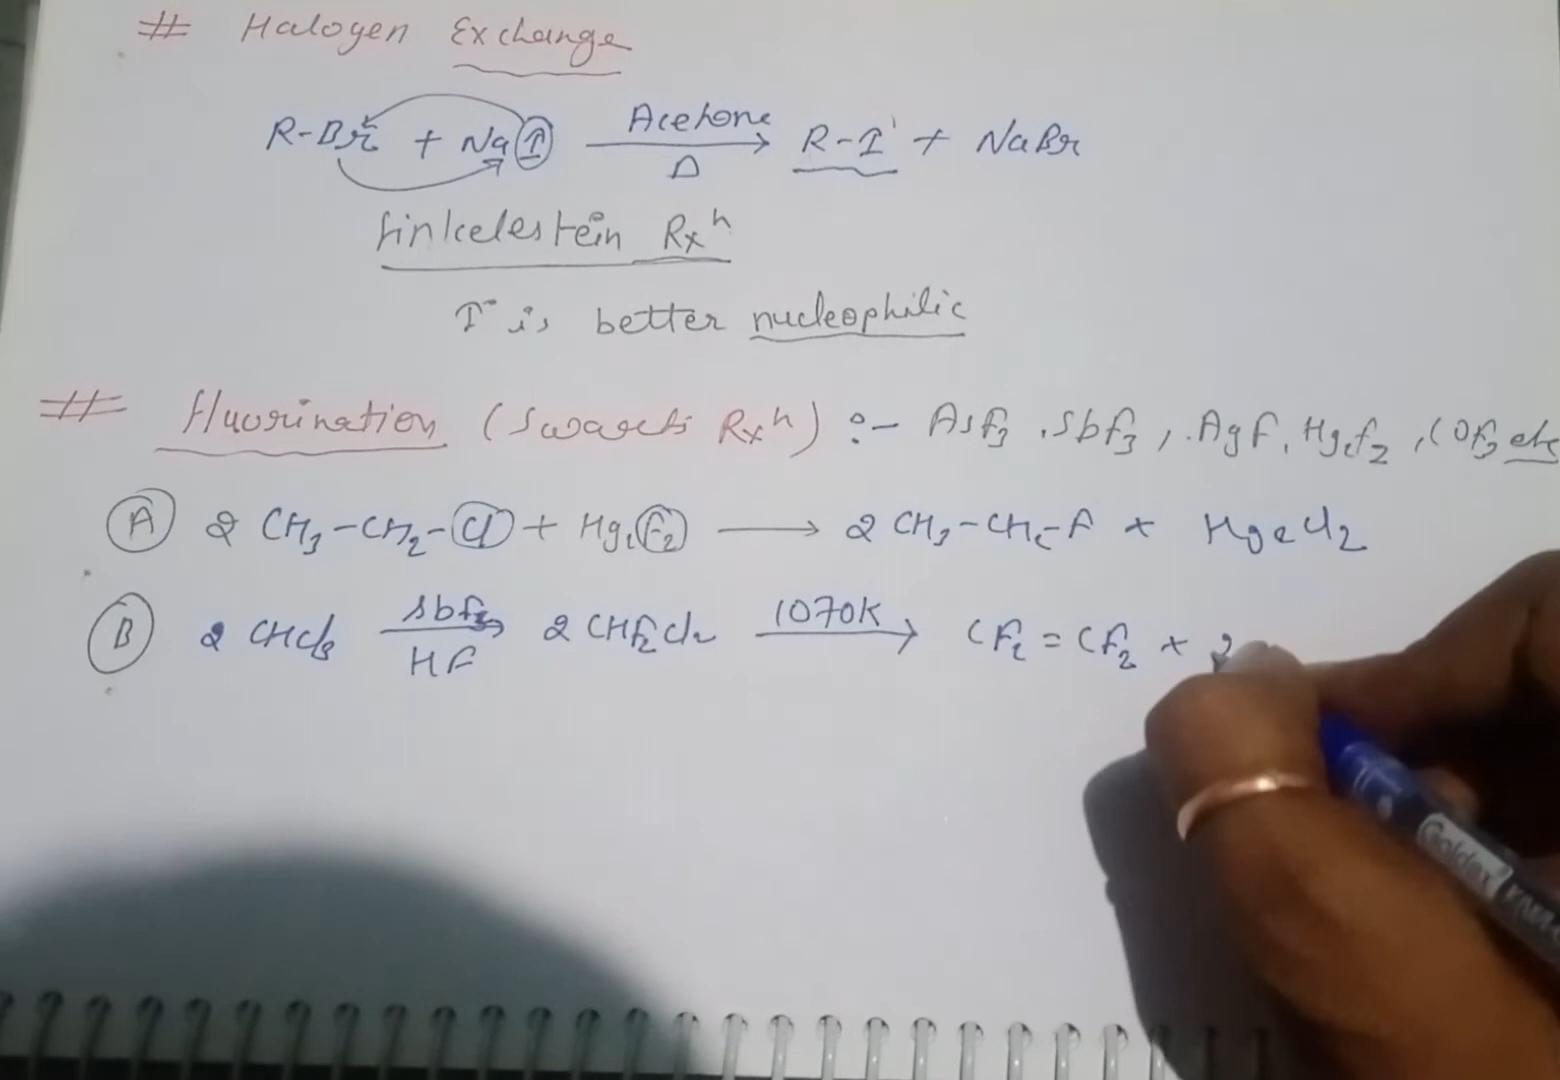 # Halogen Exchange
R-Br + NaI Acetone Δ → R-I + NaBr
finkelestein Rxⁿ
I⁻ is better nucleophilic
# Fluorination (Swarts Rxⁿ) :- AsF₃, SbF₃, AgF, Hg₂F₂, COF₃ etc
(A) 2 CH₃-CH₂-Cl + Hg₂F₂ → 2 CH₃-CH₂-F + Hg₂Cl₂
(B) 2 CHCl₃ SbF₃ HF → 2 CHF₂Cl 1070K → CF₂=CF₂ + 2
Goldex